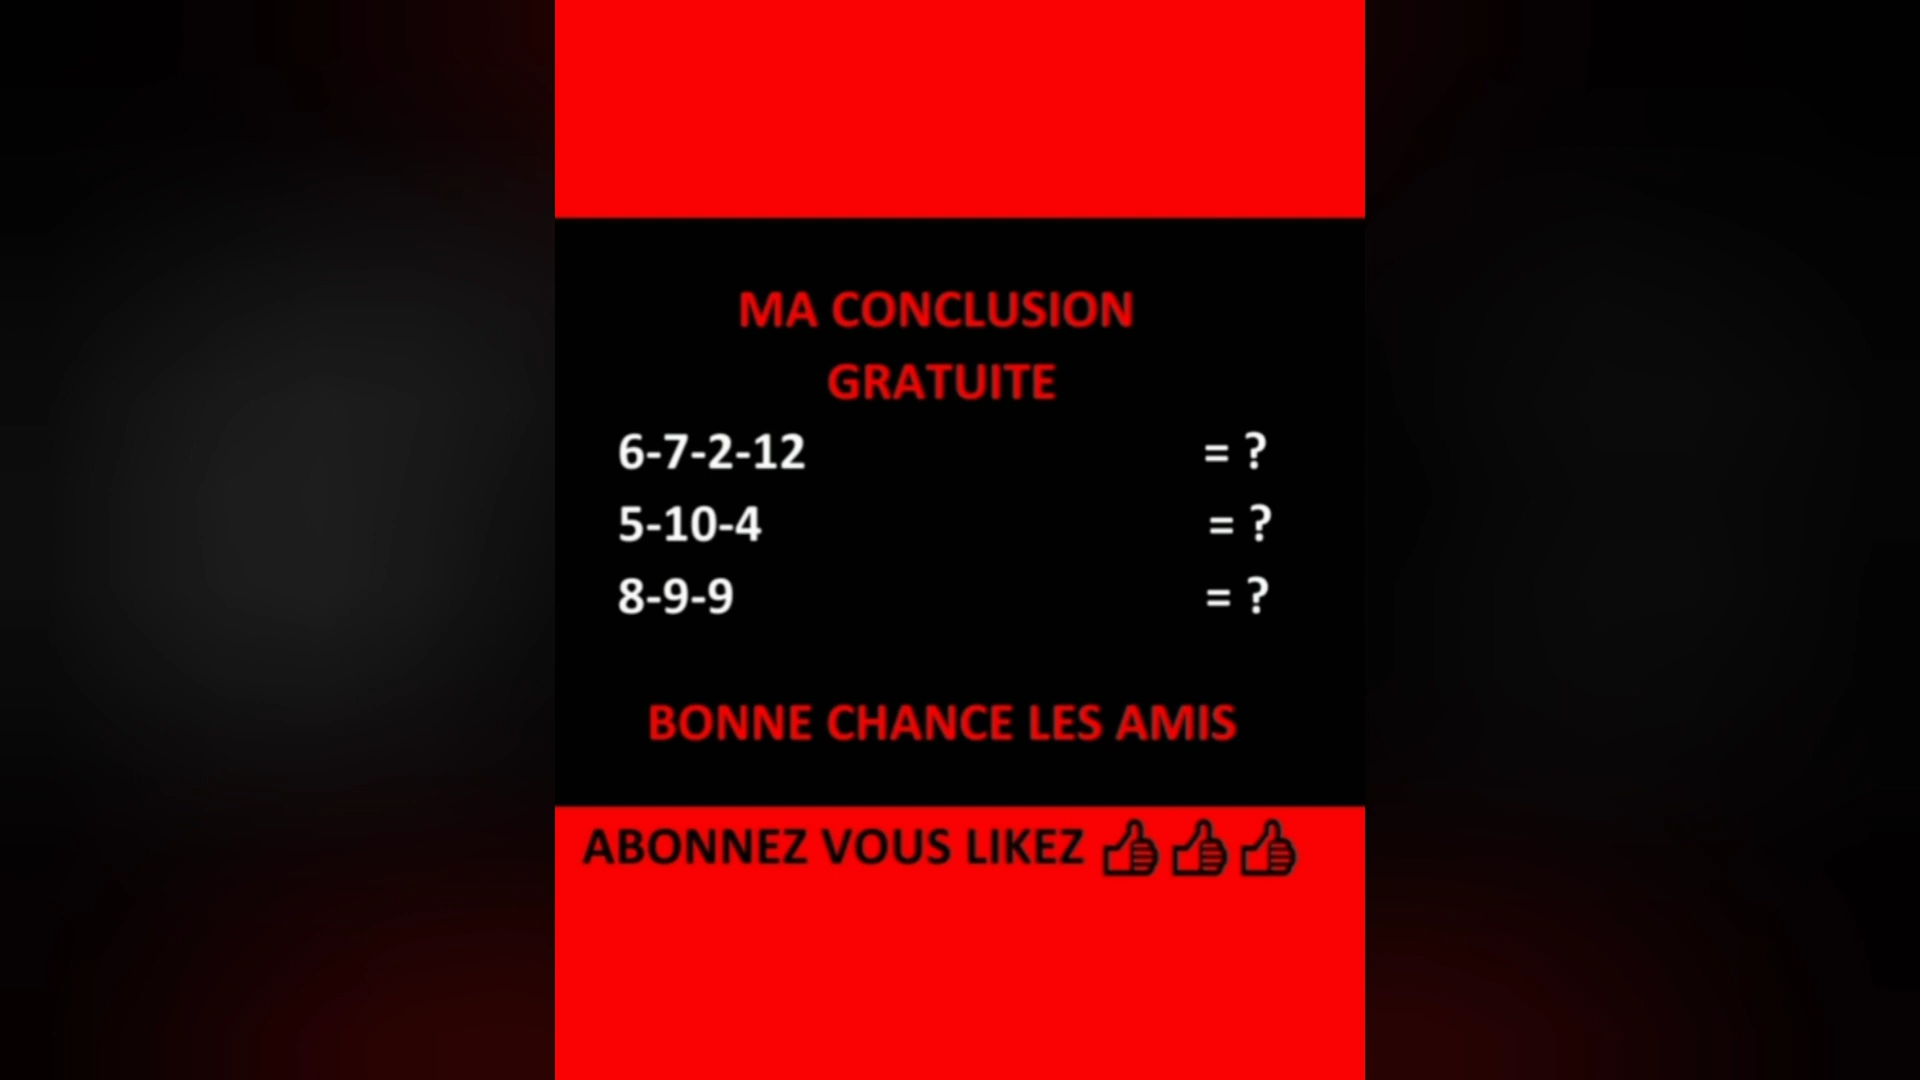 MA CONCLUSION
GRATUITE
6-7-2-12 = ?
5-10-4 = ?
8-9-9 = ?
BONNE CHANCE LES AMIS
ABONNEZ VOUS LIKEZ 👍👍👍